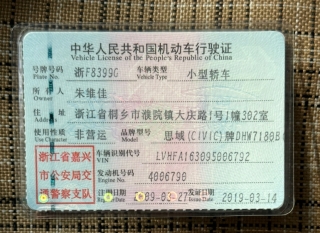 中华人民共和国机动车行驶证
Vehicle License of the People's Republic of China
号牌号码 浙F8399G 车辆类型 小型轿车
Plate No. Vehicle Type
所有人 朱维佳
Owner
住址 浙江省桐乡市濮院镇大庆路1号1幢302室
Address
使用性质 非营运 品牌型号 思域(CIVIC)牌DHW7180B
Use Character Model
浙江省嘉兴 车辆识别代号 LVHFA163095006792
VIN
市公安局交 发动机号码 4006790
Engine No.
通警察支队 注册日期 09-03-27 发证日期 2019-03-14